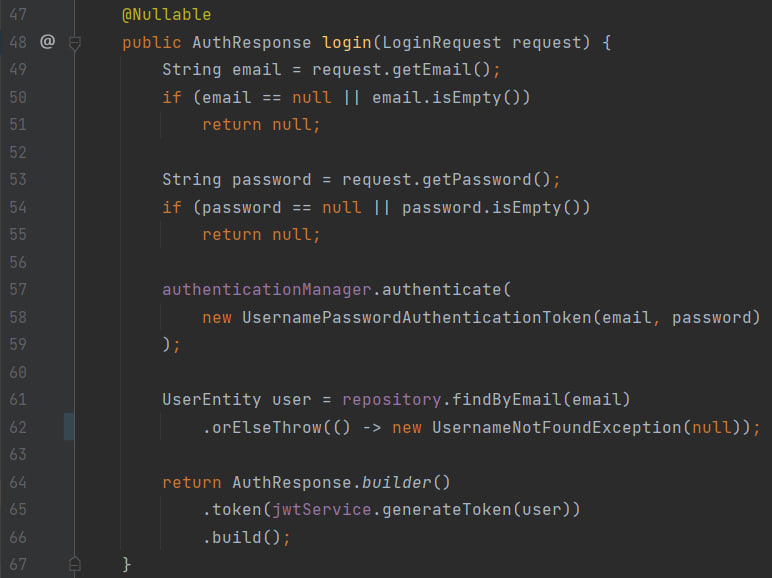 47 @Nullable
48 @ public AuthResponse login(LoginRequest request) {
49 String email = request.getEmail();
50 if (email == null || email.isEmpty())
51 return null;
52
53 String password = request.getPassword();
54 if (password == null || password.isEmpty())
55 return null;
56
57 authenticationManager.authenticate(
58 new UsernamePasswordAuthenticationToken(email, password)
59 );
60
61 UserEntity user = repository.findByEmail(email)
62 .orElseThrow(() -> new UsernameNotFoundException(null));
63
64 return AuthResponse.builder()
65 .token(jwtService.generateToken(user))
66 .build();
67 }